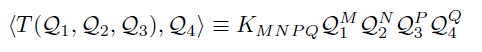 ⟨T(𝒬₁, 𝒬₂, 𝒬₃), 𝒬₄⟩ ≡ K_{MNPQ} 𝒬₁^M 𝒬₂^N 𝒬₃^P 𝒬₄^Q